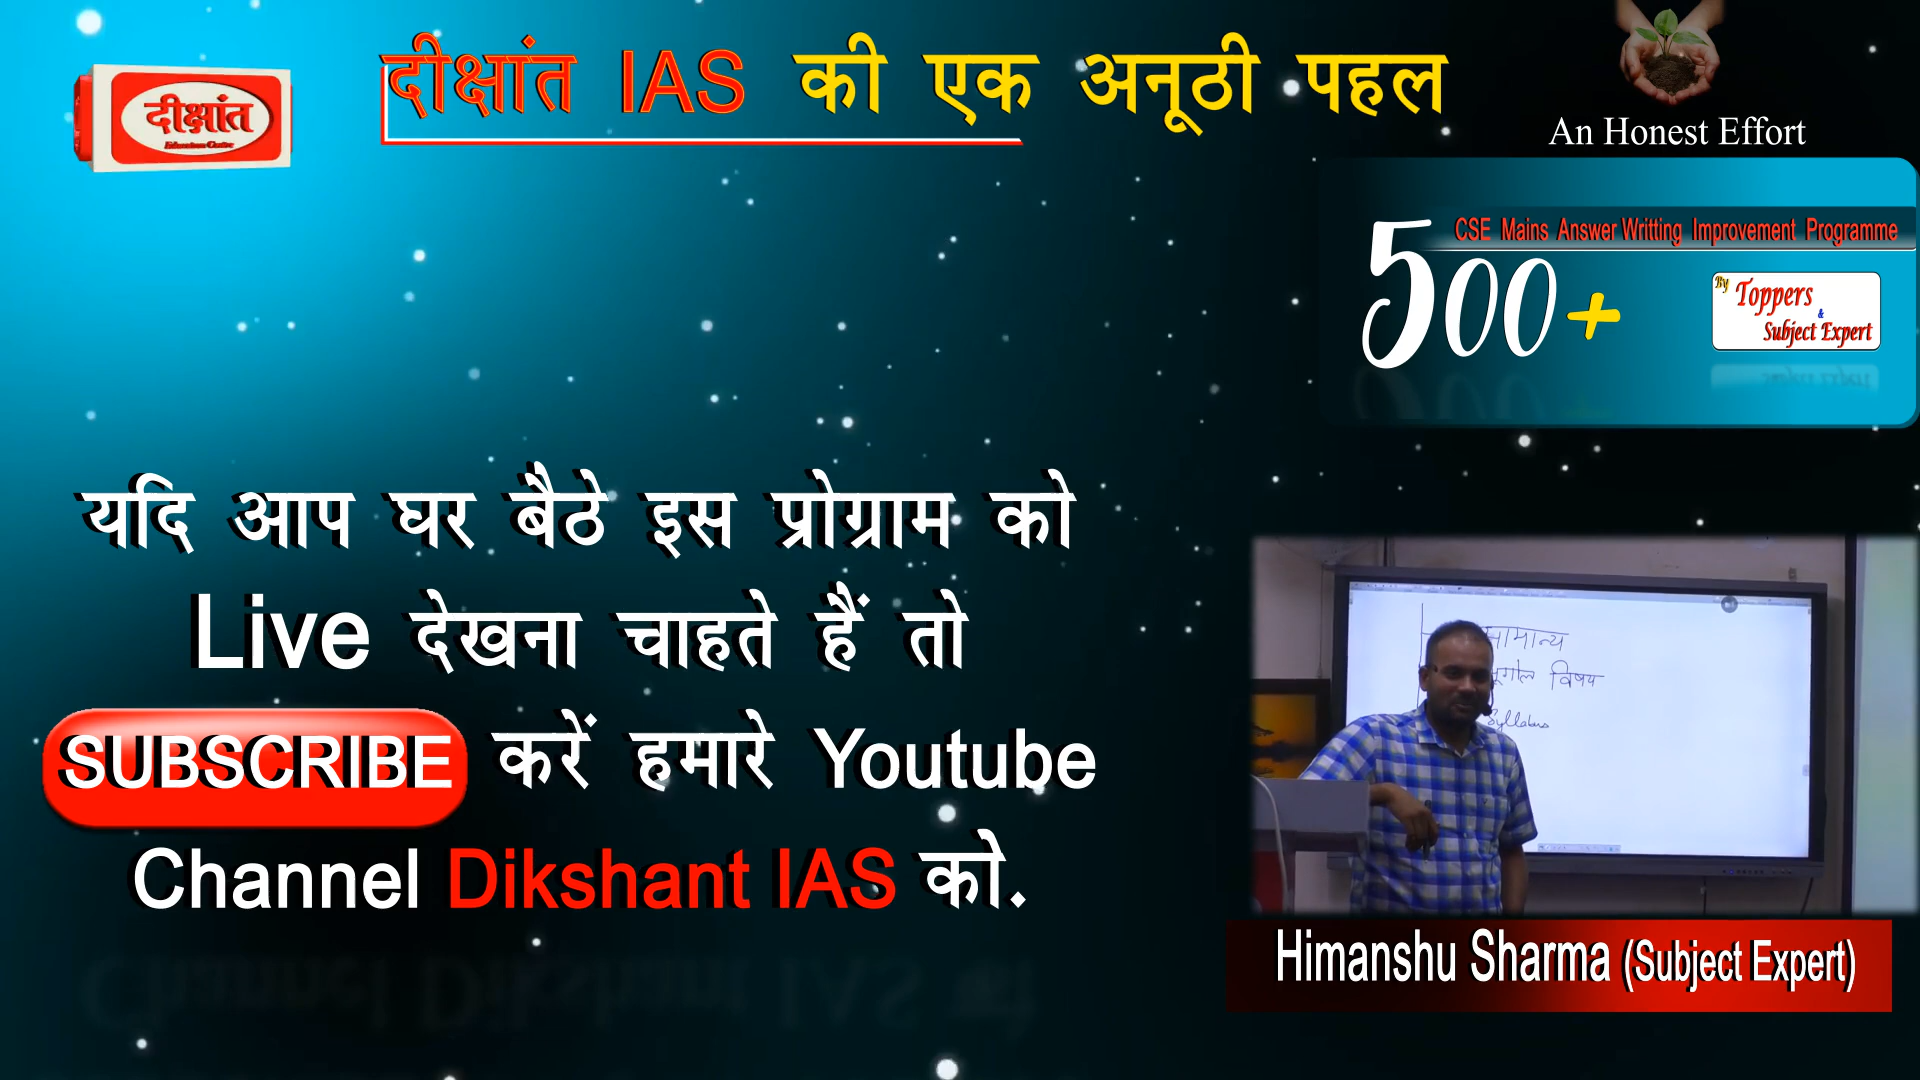 दीक्षांत
Education Centre
दीक्षांत IAS की एक अनूठी पहल
An Honest Effort
CSE Mains Answer Writting Improvement Programme
500+
By Toppers
&
Subject Expert
यदि आप घर बैठे इस प्रोग्राम को
Live देखना चाहते हैं तो
SUBSCRIBE करें हमारे Youtube
Channel Dikshant IAS को.
सामान्य
भूगोल विषय
Syllabus
Himanshu Sharma (Subject Expert)